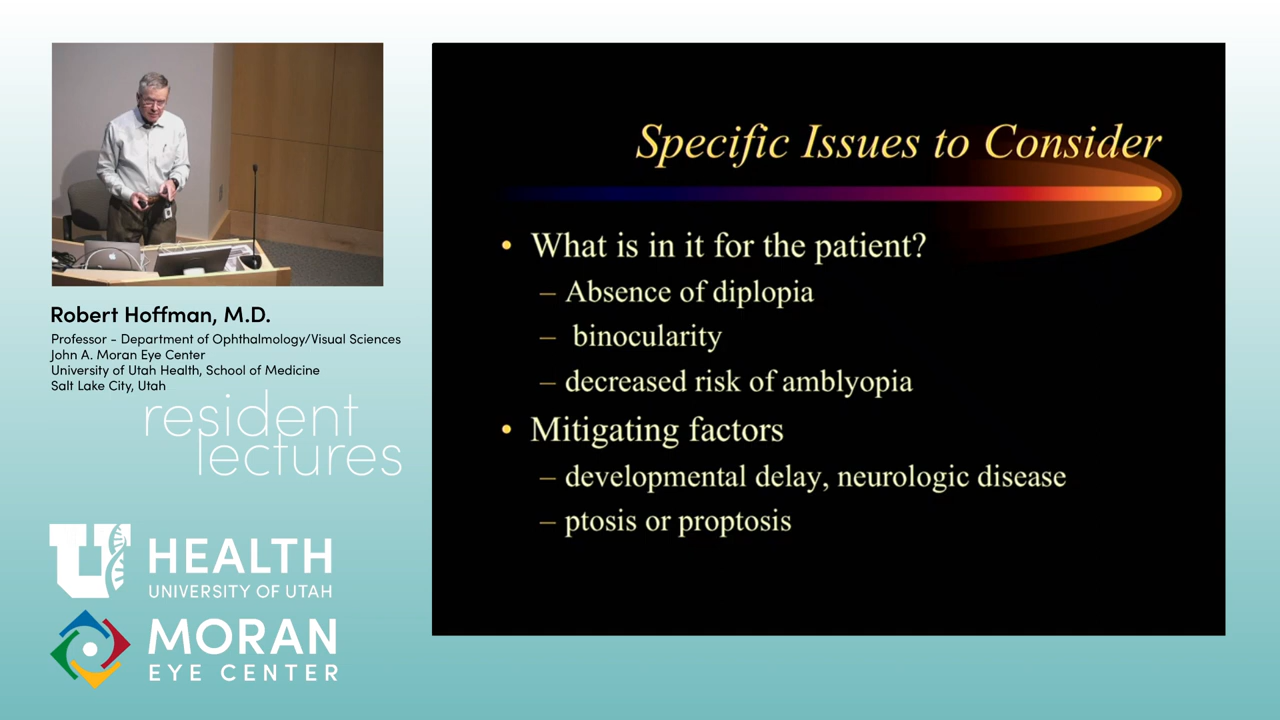 Robert Hoffman, M.D.
Professor - Department of Ophthalmology/Visual Sciences
John A. Moran Eye Center
University of Utah Health, School of Medicine
Salt Lake City, Utah
resident
lectures
U HEALTH
UNIVERSITY OF UTAH
MORAN
EYE CENTER
Specific Issues to Consider
• What is in it for the patient?
– Absence of diplopia
– binocularity
– decreased risk of amblyopia
• Mitigating factors
– developmental delay, neurologic disease
– ptosis or proptosis